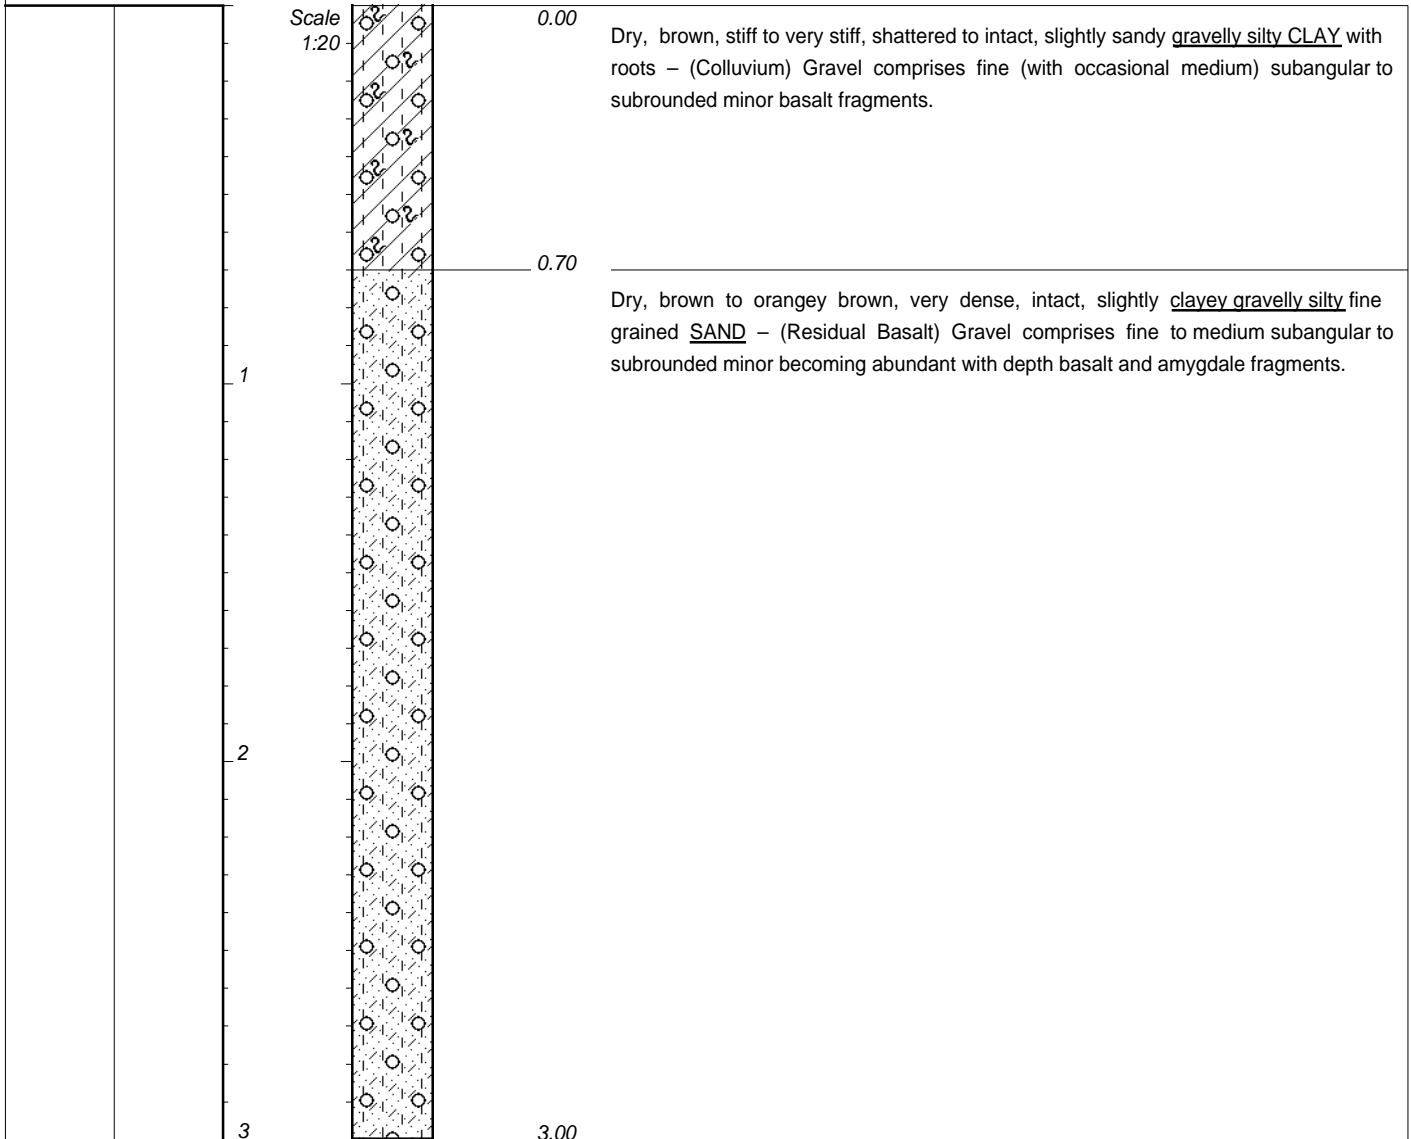 Scale
1:20
0.00
Dry, brown, stiff to very stiff, shattered to intact, slightly sandy gravelly silty CLAY with
roots – (Colluvium) Gravel comprises fine (with occasional medium) subangular to
subrounded minor basalt fragments.
0.70
Dry, brown to orangey brown, very dense, intact, slightly clayey gravelly silty fine
grained SAND – (Residual Basalt) Gravel comprises fine to medium subangular to
subrounded minor becoming abundant with depth basalt and amygdale fragments.
1
2
3
3.00